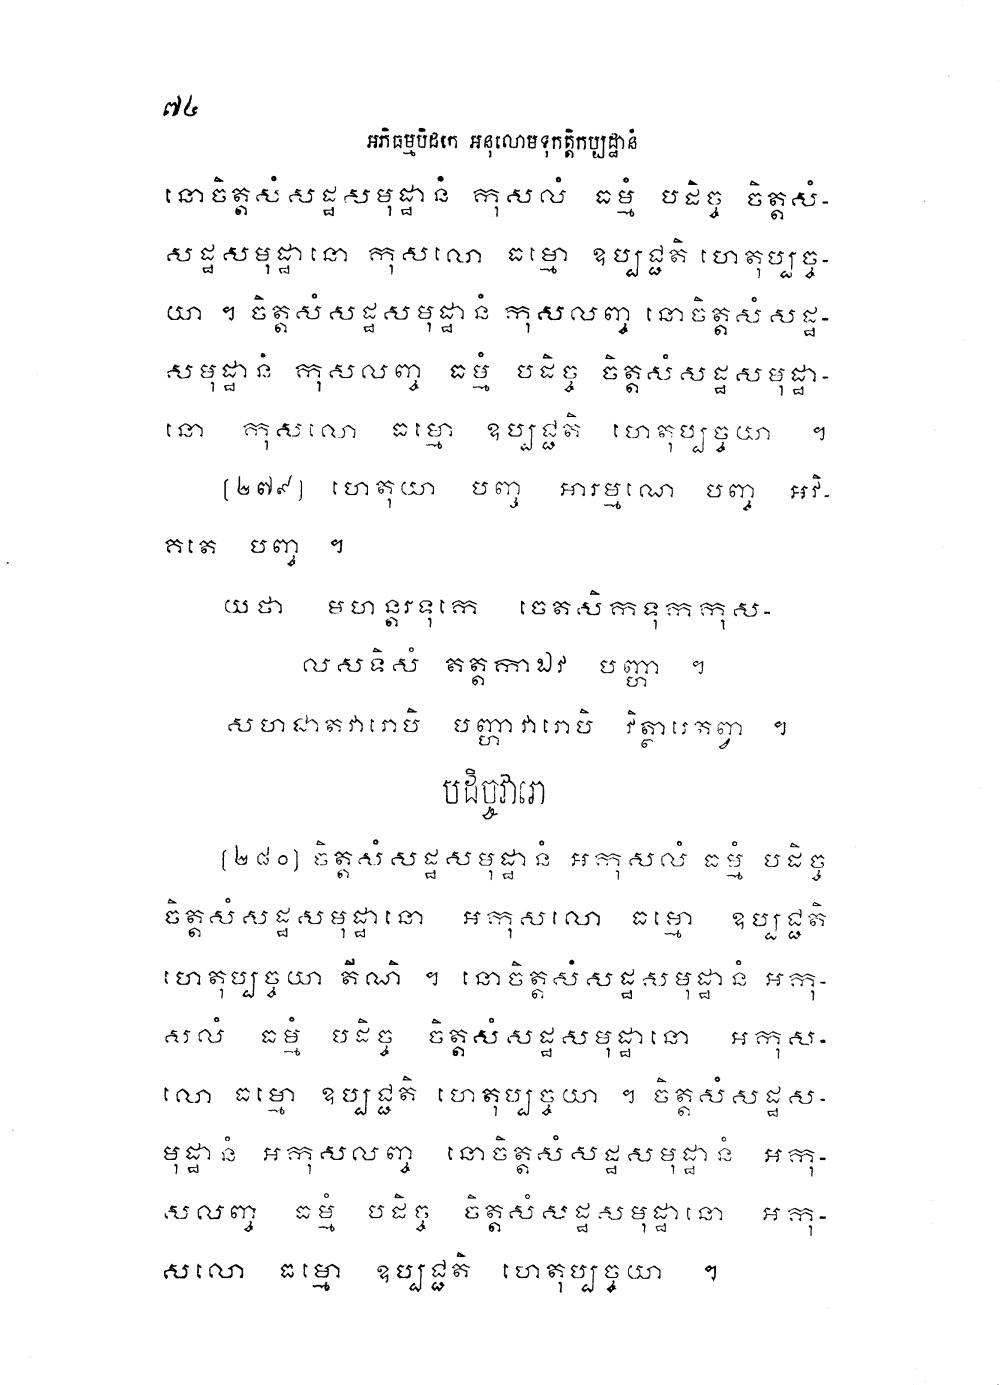 ៧៤
អភិធម្មបិដកេ អនុលោមទុកត្តិកប្បដ្ឋានំ
នោចិត្តសំសដ្ឋសមុដ្ឋានំ កុសលំ ធម្មំ បដិច្ច ចិត្តសំ-
សដ្ឋសមុដ្ឋានោ កុសលោ ធម្មោ ឧប្បជ្ជតិ ហេតុប្បច្ច-
យា ។ ចិត្តសំសដ្ឋសមុដ្ឋានំ កុសលញ្ច នោចិត្តសំសដ្ឋ-
សមុដ្ឋានំ កុសលញ្ច ធម្មំ បដិច្ច ចិត្តសំសដ្ឋសមុដ្ឋា-
នោ កុសលោ ធម្មោ ឧប្បជ្ជតិ ហេតុប្បច្ចយា ។
[២៧៩] ហេតុយា បញ្ច អារម្មណេ បញ្ច អវិ-
គតេ បញ្ច ។
យថា មហន្តរទុកេ ចេតសិកទុកកុស-
លសទិសំ តត្តកាឯវ បញ្ហា ។
សហជាតវារោបិ បញ្ហាវារោបិ វិត្ថារេតព្វា ។
បដិច្ចវារោ
[២៨០] ចិត្តសំសដ្ឋសមុដ្ឋានំ អកុសលំ ធម្មំ បដិច្ច
ចិត្តសំសដ្ឋសមុដ្ឋានោ អកុសលោ ធម្មោ ឧប្បជ្ជតិ
ហេតុប្បច្ចយា តីណិ ។ នោចិត្តសំសដ្ឋសមុដ្ឋានំ អកុ-
សលំ ធម្មំ បដិច្ច ចិត្តសំសដ្ឋសមុដ្ឋានោ អកុស-
លោ ធម្មោ ឧប្បជ្ជតិ ហេតុប្បច្ចយា ។ ចិត្តសំសដ្ឋស-
មុដ្ឋានំ អកុសលញ្ច នោចិត្តសំសដ្ឋសមុដ្ឋានំ អកុ-
សលញ្ច ធម្មំ បដិច្ច ចិត្តសំសដ្ឋសមុដ្ឋានោ អកុ-
សលោ ធម្មោ ឧប្បជ្ជតិ ហេតុប្បច្ចយា ។